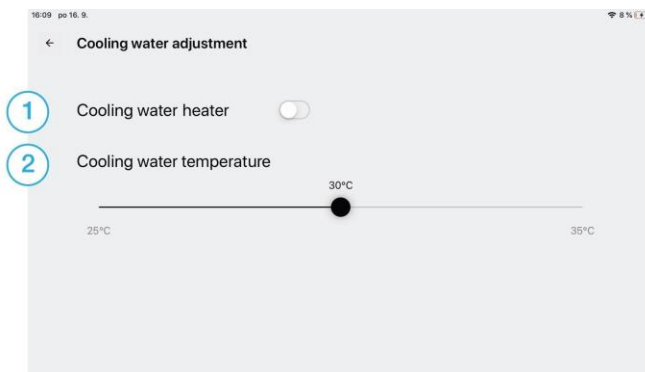 16:09 po 16. 9.
8 %
← Cooling water adjustment
1 Cooling water heater
2 Cooling water temperature
30°C
25°C 35°C